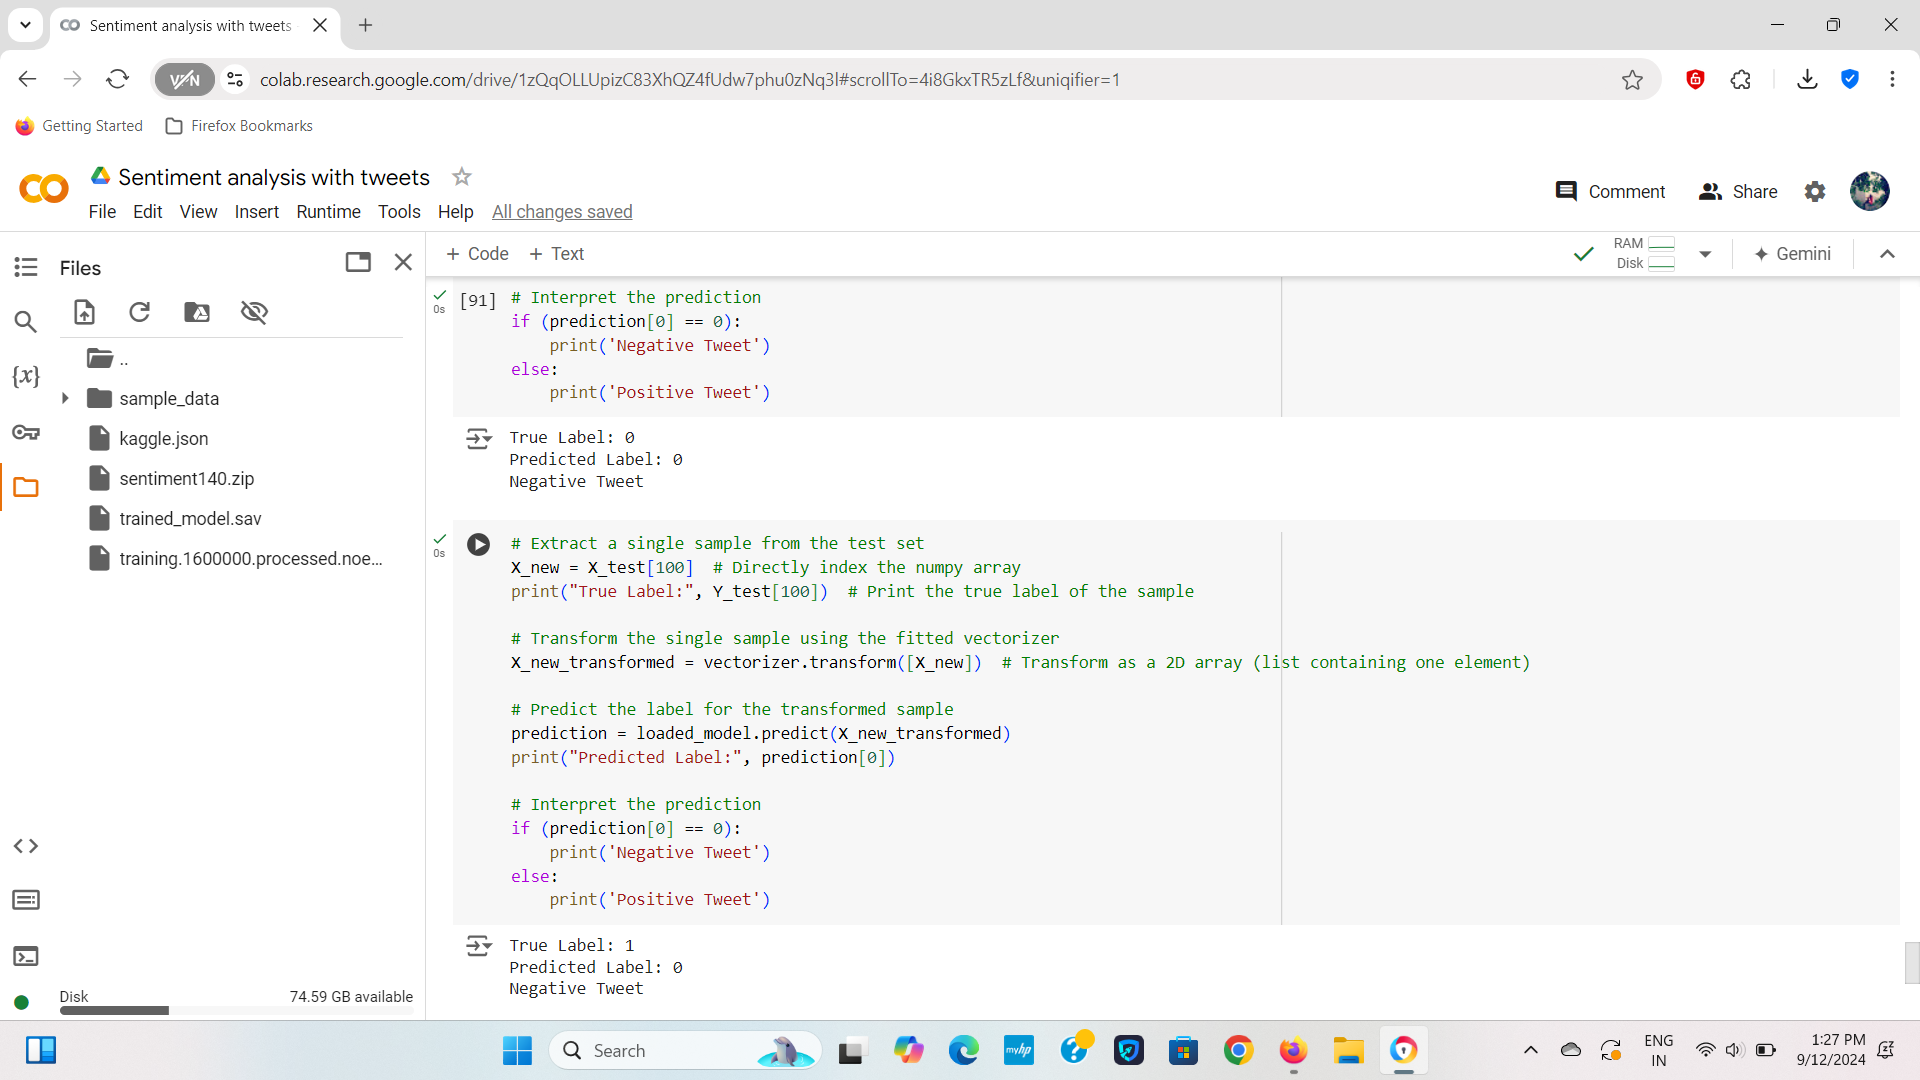 Sentiment analysis with tweets
VPN
colab.research.google.com/drive/1zQqOLLUpizC83XhQZ4fUdw7phu0zNq3l#scrollTo=4i8GkxTR5zLf&uniqifier=1
Getting Started
Firefox Bookmarks
Sentiment analysis with tweets
Comment
Share
File Edit View Insert Runtime Tools Help All changes saved
Files
+ Code + Text
RAM
Disk
Gemini
..
sample_data
kaggle.json
sentiment140.zip
trained_model.sav
training.1600000.processed.noe...
{x}
Disk 74.59 GB available
0s
[91] # Interpret the prediction
if (prediction[0] == 0):
print('Negative Tweet')
else:
print('Positive Tweet')
True Label: 0
Predicted Label: 0
Negative Tweet
0s
# Extract a single sample from the test set
X_new = X_test[100] # Directly index the numpy array
print("True Label:", Y_test[100]) # Print the true label of the sample
# Transform the single sample using the fitted vectorizer
X_new_transformed = vectorizer.transform([X_new]) # Transform as a 2D array (list containing one element)
# Predict the label for the transformed sample
prediction = loaded_model.predict(X_new_transformed)
print("Predicted Label:", prediction[0])
# Interpret the prediction
if (prediction[0] == 0):
print('Negative Tweet')
else:
print('Positive Tweet')
True Label: 1
Predicted Label: 0
Negative Tweet
Search
myhp
ENG
IN
1:27 PM
9/12/2024